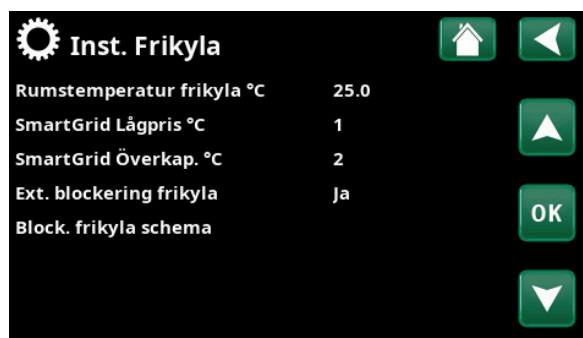 Inst. Frikyla
Rumstemperatur frikyla °C 25.0
SmartGrid Lågpris °C 1
SmartGrid Överkap. °C 2
Ext. blockering frikyla Ja
OK
Block. frikyla schema